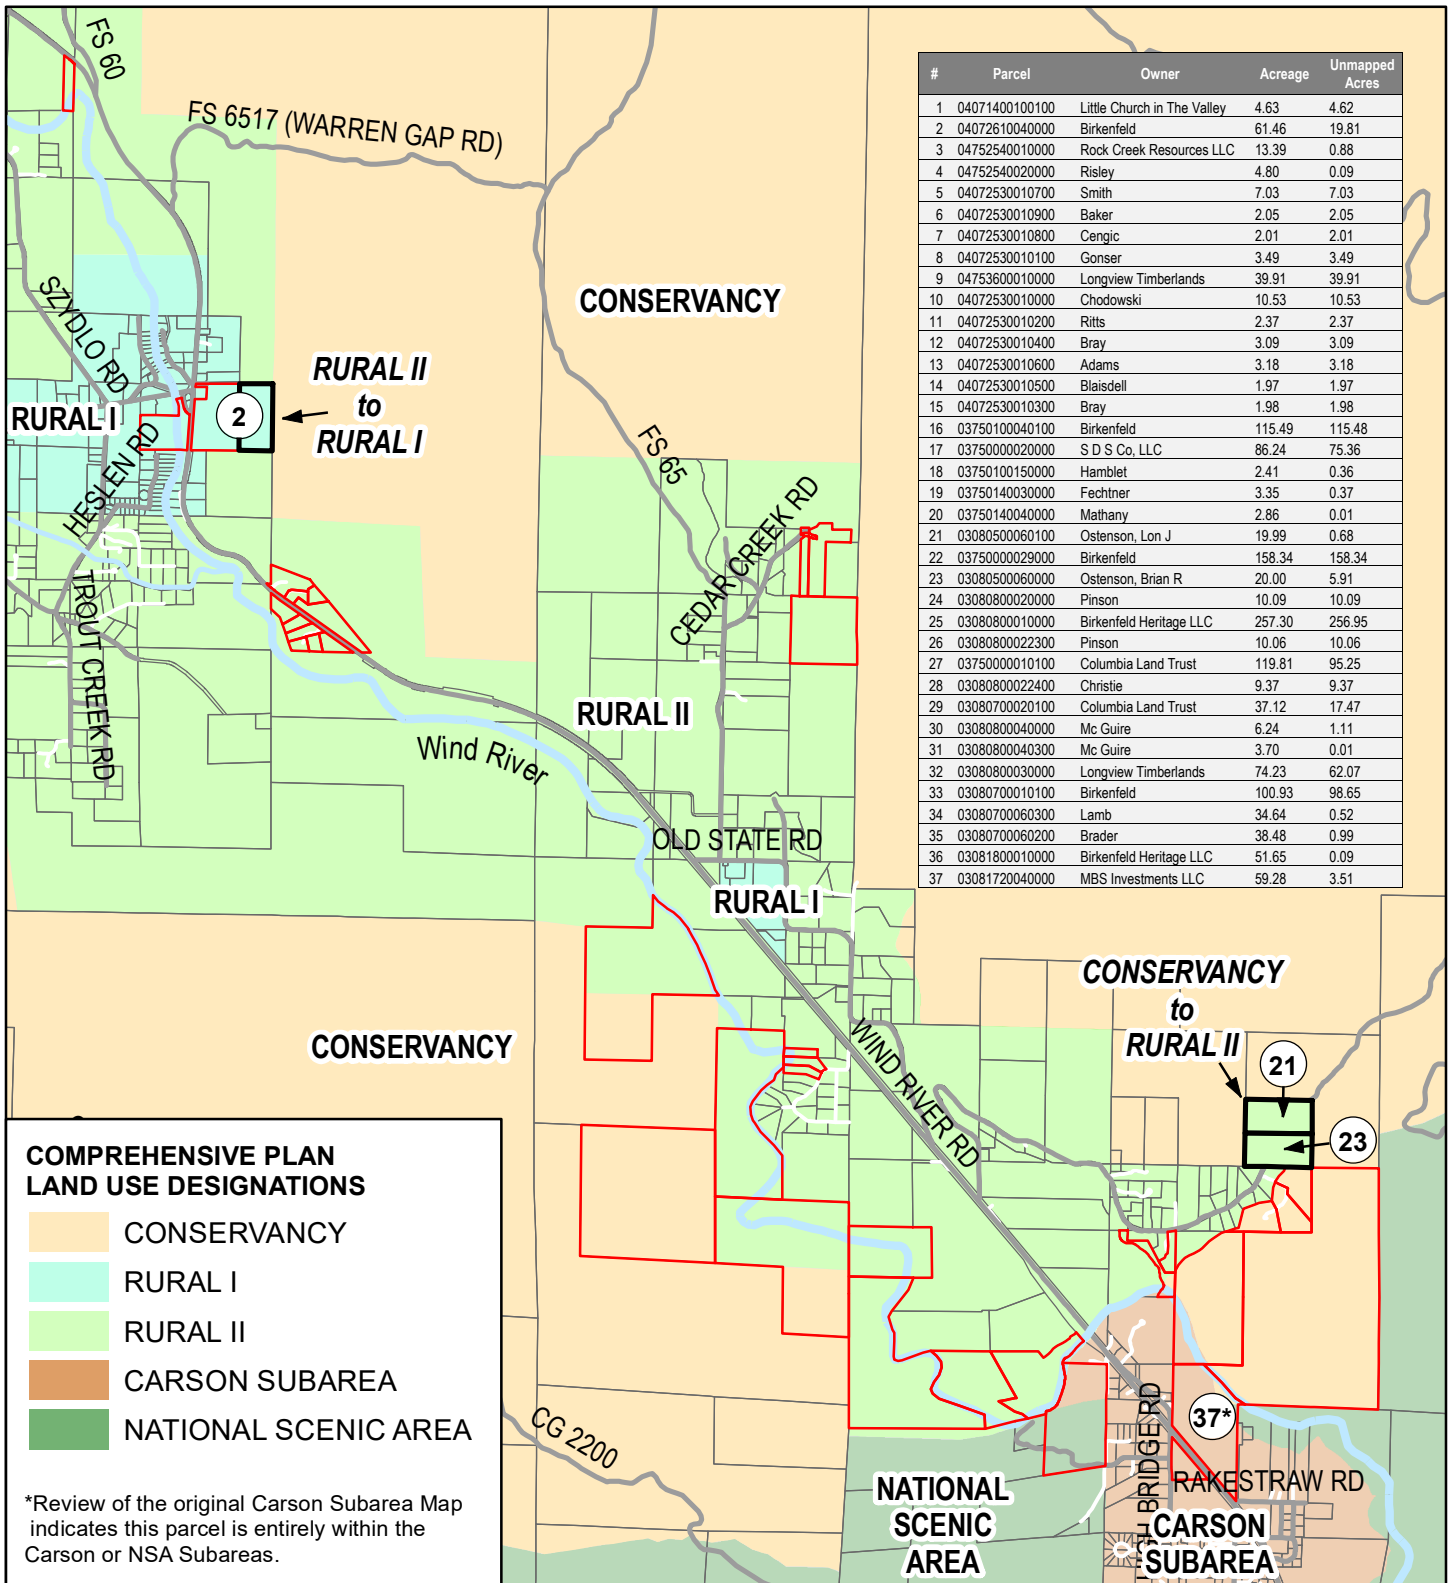 FS 60
FS 6517 (WARREN GAP RD)
# Parcel Owner Acreage Unmapped Acres
1 04071400100100 Little Church in The Valley 4.63 4.62
2 04072610040000 Birkenfeld 61.46 19.81
3 04752540010000 Rock Creek Resources LLC 13.39 0.88
4 04752540020000 Risley 4.80 0.09
5 04072530010700 Smith 7.03 7.03
6 04072530010900 Baker 2.05 2.05
7 04072530010800 Cengic 2.01 2.01
8 04072530010100 Gonser 3.49 3.49
9 04753600010000 Longview Timberlands 39.91 39.91
10 04072530010000 Chodowski 10.53 10.53
11 04072530010200 Ritts 2.37 2.37
12 04072530010400 Bray 3.09 3.09
13 04072530010600 Adams 3.18 3.18
14 04072530010500 Blaisdell 1.97 1.97
15 04072530010300 Bray 1.98 1.98
16 03750100040100 Birkenfeld 115.49 115.48
17 03750000020000 S D S Co, LLC 86.24 75.36
18 03750100150000 Hamblet 2.41 0.36
19 03750140030000 Fechtner 3.35 0.37
20 03750140040000 Mathany 2.86 0.01
21 03080500060100 Ostenson, Lon J 19.99 0.68
22 03750000029000 Birkenfeld 158.34 158.34
23 03080500060000 Ostenson, Brian R 20.00 5.91
24 03080800020000 Pinson 10.09 10.09
25 03080800010000 Birkenfeld Heritage LLC 257.30 256.95
26 03080800022300 Pinson 10.06 10.06
27 03750000010100 Columbia Land Trust 119.81 95.25
28 03080800022400 Christie 9.37 9.37
29 03080700020100 Columbia Land Trust 37.12 17.47
30 03080800040000 Mc Guire 6.24 1.11
31 03080800040300 Mc Guire 3.70 0.01
32 03080800030000 Longview Timberlands 74.23 62.07
33 03080700010100 Birkenfeld 100.93 98.65
34 03080700060300 Lamb 34.64 0.52
35 03080700060200 Brader 38.48 0.99
36 03081800010000 Birkenfeld Heritage LLC 51.65 0.09
37 03081720040000 MBS Investments LLC 59.28 3.51
CONSERVANCY
SZYDLO RD
RURAL II
to
RURAL I
2
RURAL I
HESLEN RD
FS 65
CEDAR CREEK RD
TROUT CREEK RD
RURAL II
Wind River
OLD STATE RD
RURAL I
CONSERVANCY
to
RURAL II
CONSERVANCY
WIND RIVER RD
21
23
COMPREHENSIVE PLAN
LAND USE DESIGNATIONS
CONSERVANCY
RURAL I
RURAL II
CARSON SUBAREA
NATIONAL SCENIC AREA
*Review of the original Carson Subarea Map
indicates this parcel is entirely within the
Carson or NSA Subareas.
CG 2200
37*
HIGH BRIDGE RD
RAKESTRAW RD
NATIONAL
SCENIC
AREA
CARSON
SUBAREA